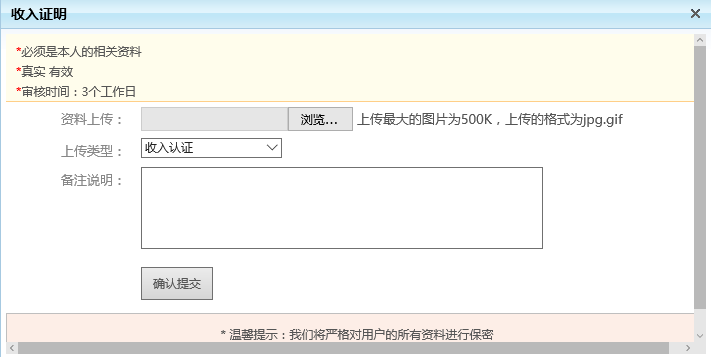 收入证明
*必须是本人的相关资料
*真实 有效
*审核时间：3个工作日
资料上传： 浏览... 上传最大的图片为500K，上传的格式为jpg.gif
上传类型： 收入认证
备注说明：
确认提交
* 温馨提示：我们将严格对用户的所有资料进行保密